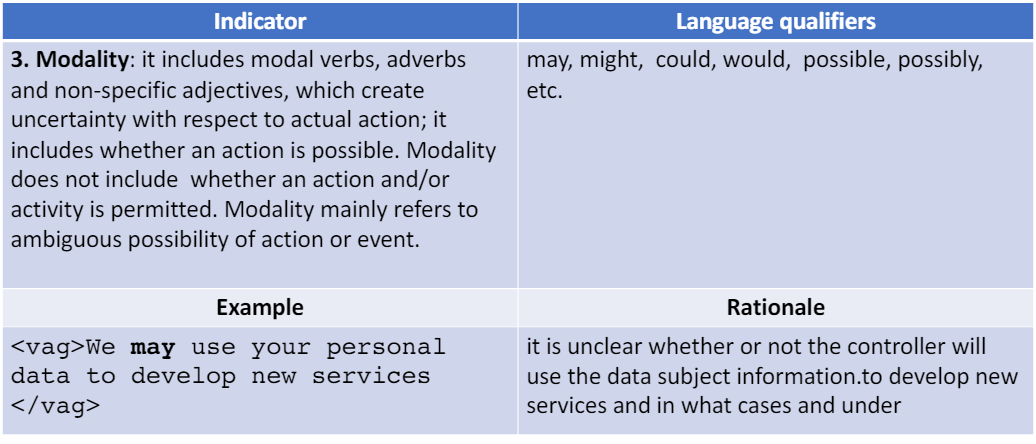 Indicator
Language qualifiers
3. Modality: it includes modal verbs, adverbs
and non-specific adjectives, which create
uncertainty with respect to actual action; it
includes whether an action is possible. Modality
does not include  whether an action and/or
activity is permitted. Modality mainly refers to
ambiguous possibility of action or event.
may, might,  could, would,  possible, possibly,
etc.
Example
Rationale
<vag>We may use your personal
data to develop new services
</vag>
it is unclear whether or not the controller will
use the data subject information.to develop new
services and in what cases and under